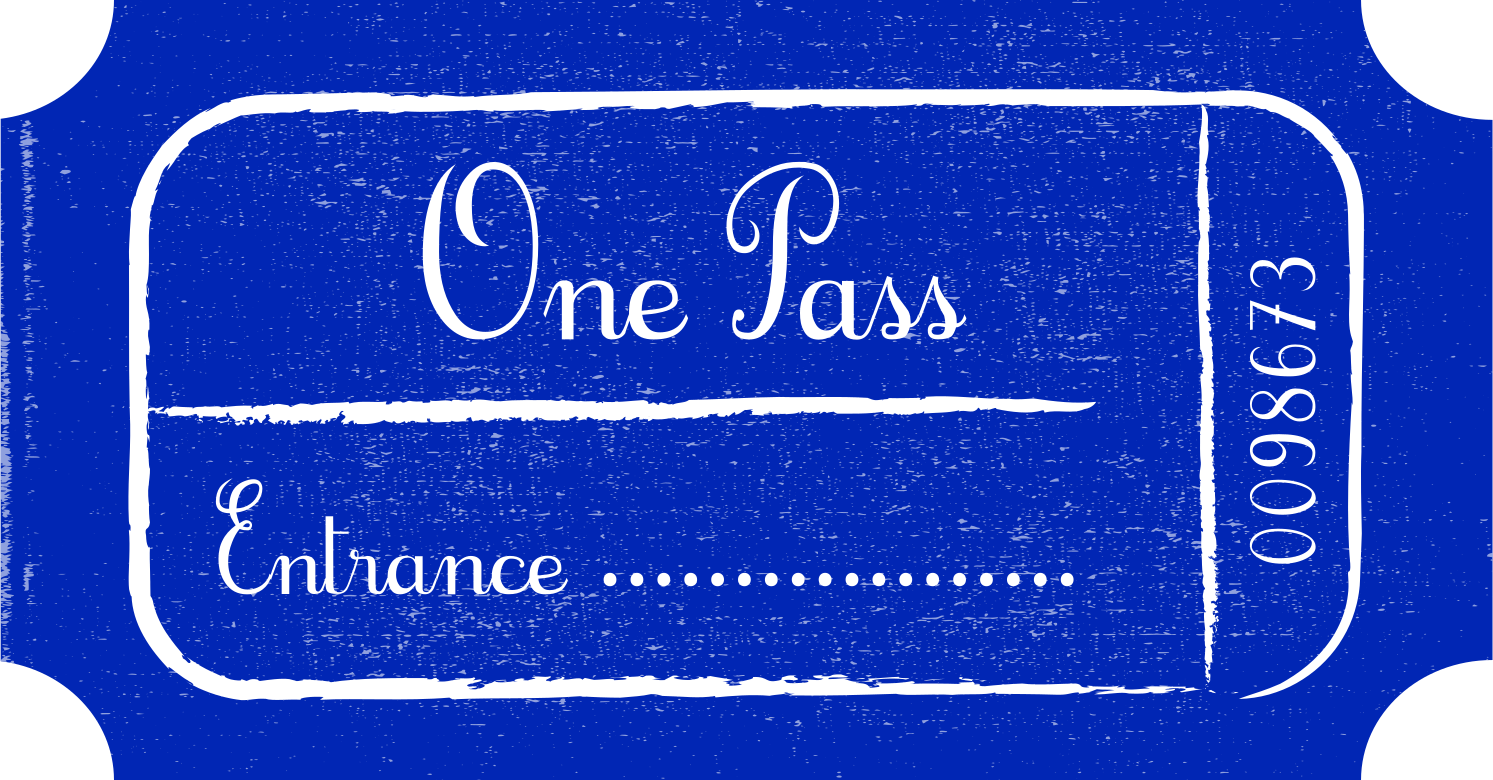 One Pass
Entrance ..................
0098673